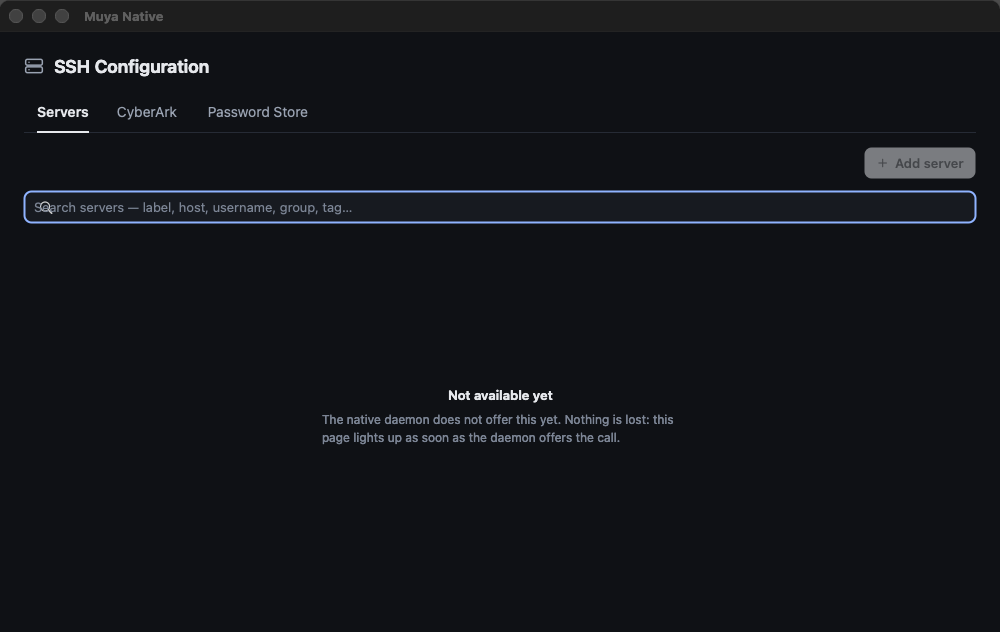 Muya Native
SSH Configuration
Servers CyberArk Password Store
+ Add server
Search servers — label, host, username, group, tag...
Not available yet
The native daemon does not offer this yet. Nothing is lost: this
page lights up as soon as the daemon offers the call.